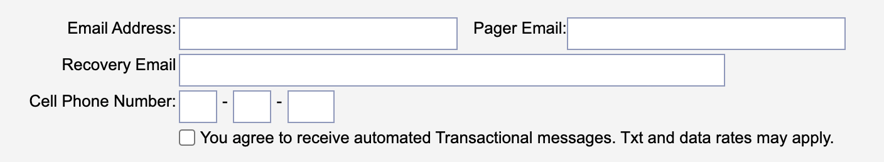 Email Address: Pager Email:
Recovery Email
Cell Phone Number: - -
You agree to receive automated Transactional messages. Txt and data rates may apply.